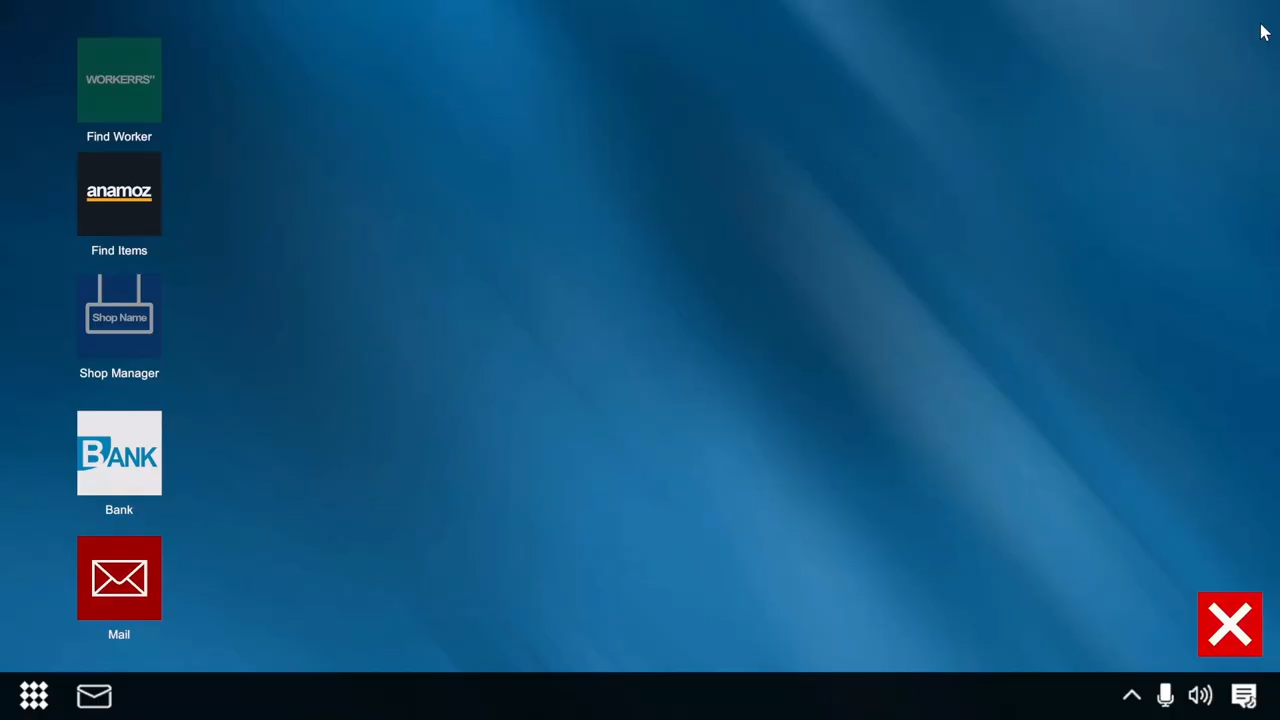 WORKERRS
Find Worker
anamoz
Find Items
Shop Name
Shop Manager
BANK
Bank
Mail